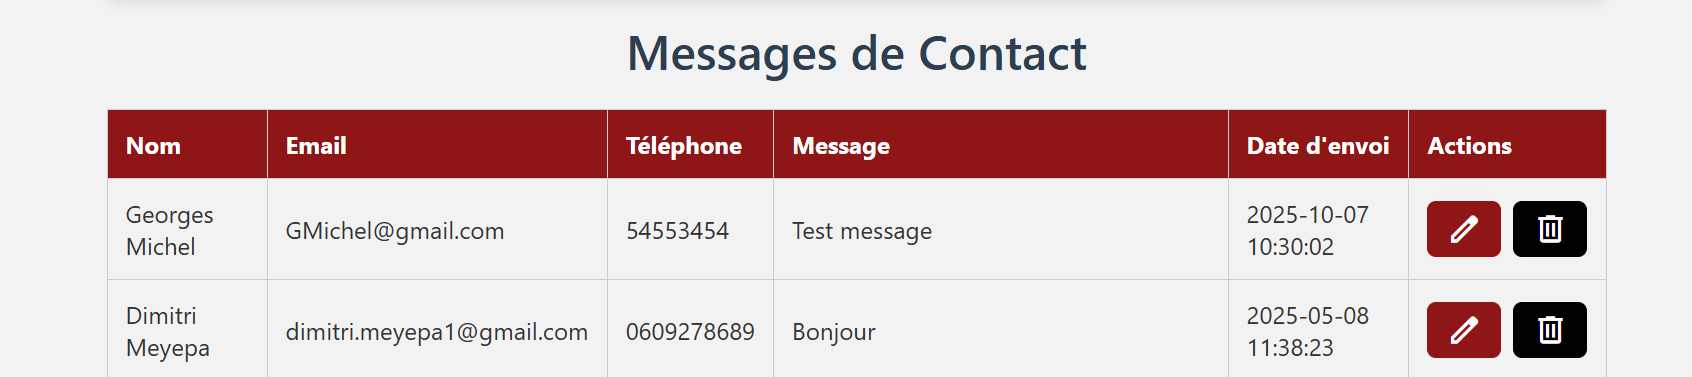 Messages de Contact
Nom Email Téléphone Message Date d'envoi Actions
Georges Michel GMichel@gmail.com 54553454 Test message 2025-10-07 10:30:02
Dimitri Meyepa dimitri.meyepa1@gmail.com 0609278689 Bonjour 2025-05-08 11:38:23